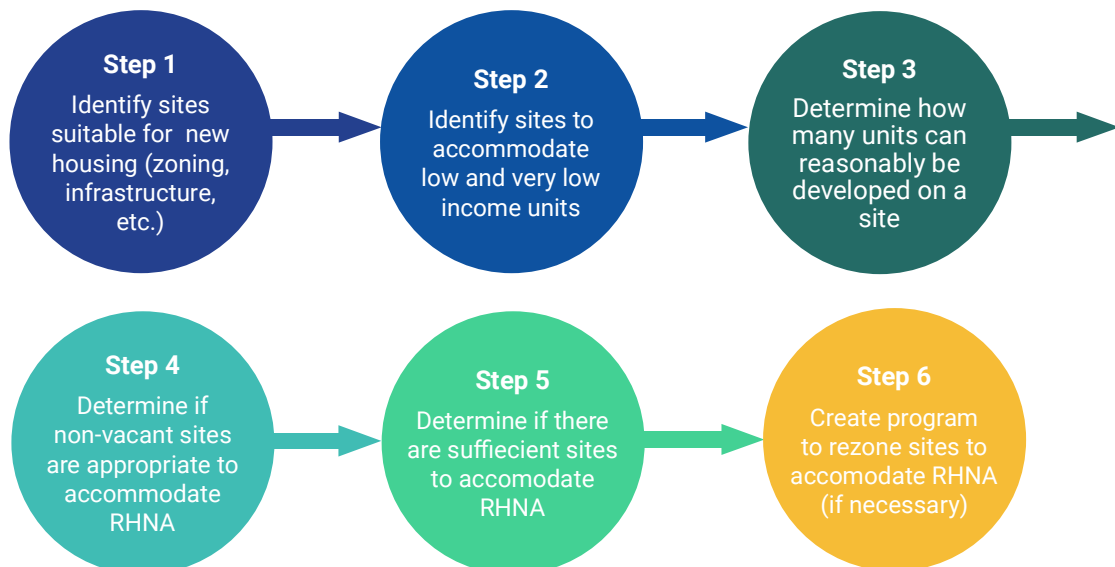 Step 1
Identify sites
suitable for new
housing (zoning,
infrastructure,
etc.)
Step 2
Identify sites to
accommodate
low and very low
income units
Step 3
Determine how
many units can
reasonably be
developed on a
site
Step 4
Determine if
non-vacant sites
are appropriate to
accommodate
RHNA
Step 5
Determine if there
are suffiecient sites
to accomodate
RHNA
Step 6
Create program
to rezone sites to
accomodate RHNA
(if necessary)